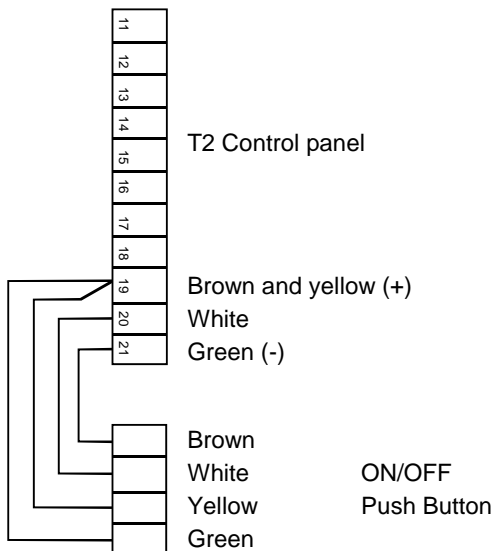 11
12
13
14
T2 Control panel
15
16
17
18
19 Brown and yellow (+)
20 White
21 Green (-)
Brown
White ON/OFF
Yellow Push Button
Green